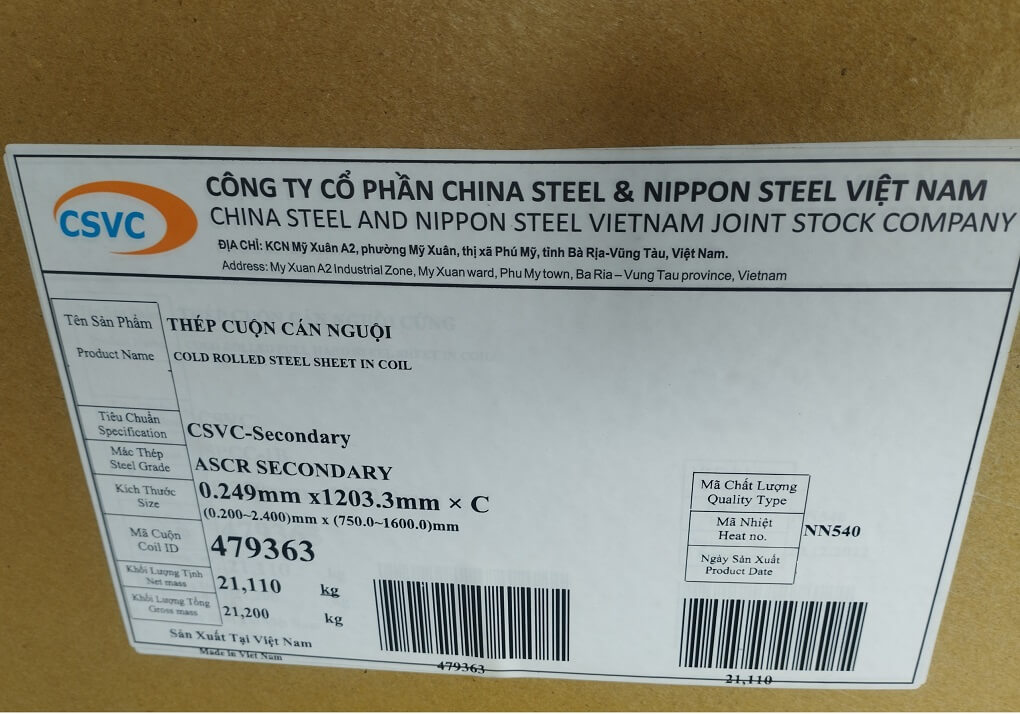 CSVC
CÔNG TY CỔ PHẦN CHINA STEEL & NIPPON STEEL VIỆT NAM
CHINA STEEL AND NIPPON STEEL VIETNAM JOINT STOCK COMPANY
ĐỊA CHỈ: KCN Mỹ Xuân A2, phường Mỹ Xuân, thị xã Phú Mỹ, tỉnh Bà Rịa-Vũng Tàu, Việt Nam.
Address: My Xuan A2 Industrial Zone, My Xuan ward, Phu My town, Ba Ria – Vung Tau province, Vietnam
Tên Sản Phẩm THÉP CUỘN CÁN NGUỘI
Product Name COLD ROLLED STEEL SHEET IN COIL
Tiêu Chuẩn
Specification CSVC-Secondary
Mác Thép
Steel Grade ASCR SECONDARY
Kích Thước
Size 0.249mm x1203.3mm × C
(0.200~2.400)mm x (750.0~1600.0)mm
Mã Cuộn
Coil ID 479363
Khối Lượng Tịnh
Net mass 21,110 kg
Khối Lượng Tổng
Gross mass 21,200 kg
Sản Xuất Tại Việt Nam
Made In Viet Nam
479363
Mã Chất Lượng
Quality Type
Mã Nhiệt
Heat no. NN540
Ngày Sản Xuất
Product Date
21,110